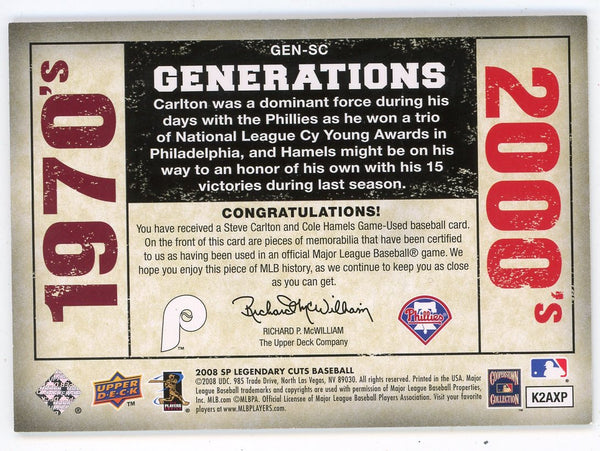 GEN-SC
GENERATIONS
Carlton was a dominant force during his
days with the Phillies as he won a trio
of National League Cy Young Awards in
Philadelphia, and Hamels might be on his
way to an honor of his own with his 15
victories during last season.
1970's
2000's
CONGRATULATIONS!
You have received a Steve Carlton and Cole Hamels Game-Used baseball card.
On the front of this card are pieces of memorabilia that have been certified
to us as having been used in an official Major League Baseball® game. We
hope you enjoy this piece of MLB history, as we continue to keep you as close
as you can get.
P
TM
Richard McWilliam
RICHARD P. McWILLIAM
The Upper Deck Company
Phillies
TM
2008 SP LEGENDARY CUTS BASEBALL
©2008 UDC. 985 Trade Drive, North Las Vegas, NV 89030. All rights reserved. Printed in the USA. Major
League Baseball trademarks and copyrights are used with permission of Major League Baseball Properties,
Inc. MLB.com ©MLBPA. Official Licensee of Major League Baseball Players Association. Visit your favorite
players at www.MLBPLAYERS.com.
UPPER
DECK
TM
PLAYERS
COOPERSTOWN
COLLECTION
K2AXP